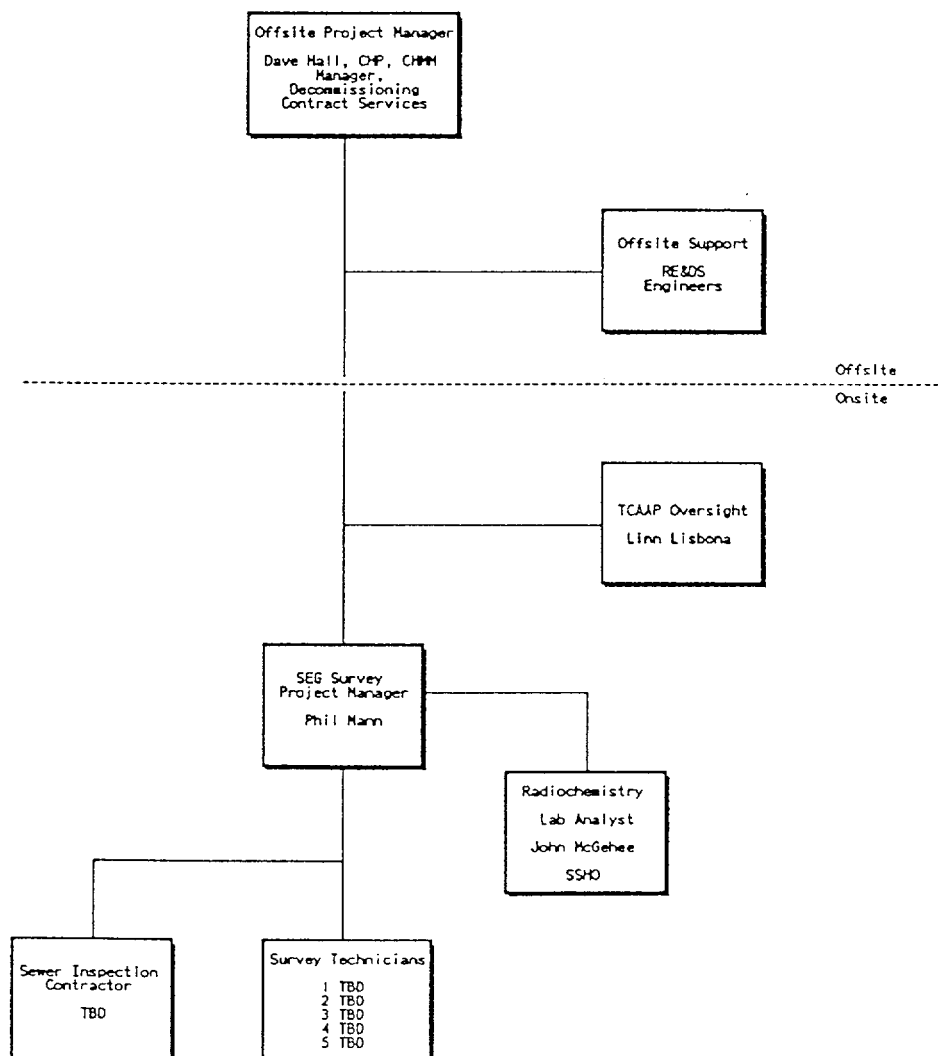 Offsite Project Manager
Dave Hall, CHP, CHMM
Manager,
Decommissioning
Contract Services
Offsite Support
RE&DS
Engineers
Offsite
Onsite
TCAAP Oversight
Linn Lisbona
SEG Survey
Project Manager
Phil Mann
Radiochemistry
Lab Analyst
John McGehee
SSHO
Sewer Inspection
Contractor
TBD
Survey Technicians
1 TBD
2 TBD
3 TBD
4 TBD
5 TBD